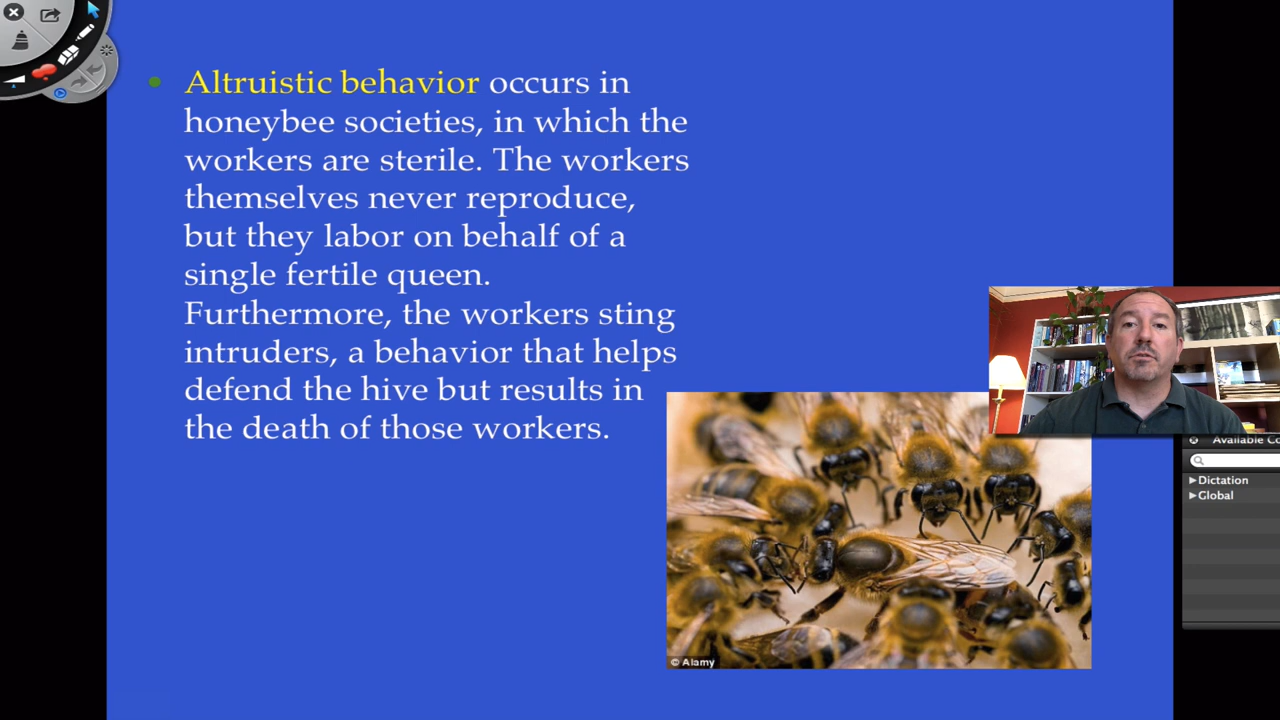 Altruistic behavior occurs in
honeybee societies, in which the
workers are sterile. The workers
themselves never reproduce,
but they labor on behalf of a
single fertile queen.
Furthermore, the workers sting
intruders, a behavior that helps
defend the hive but results in
the death of those workers.
© Alamy
Available Co
Dictation
Global